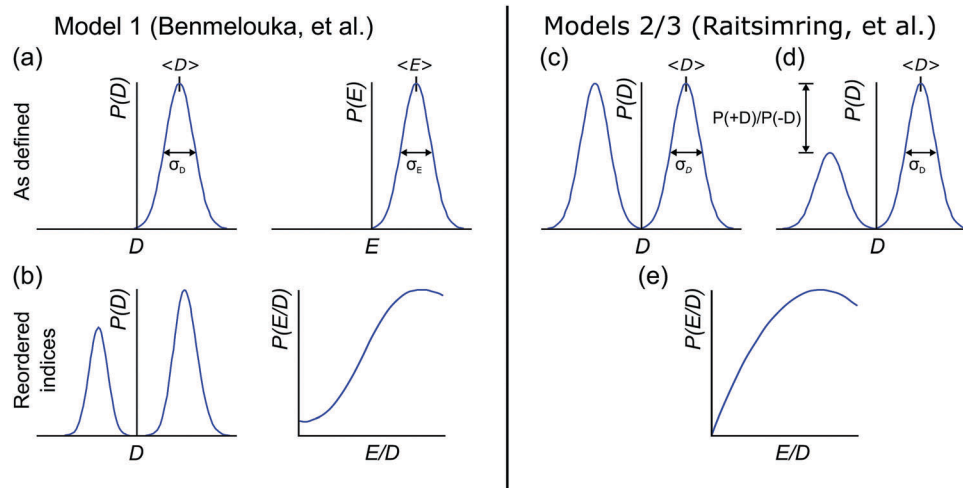 Model 1 (Benmelouka, et al.)
Models 2/3 (Raitsimring, et al.)
As defined
(a)
<D>
P(D)
σD
D
<E>
P(E)
σE
E
(c)
<D>
P(D)
σD
D
(d)
<D>
P(D)
P(+D)/P(-D)
σD
D
Reordered
indices
(b)
P(D)
D
P(E/D)
E/D
(e)
P(E/D)
E/D